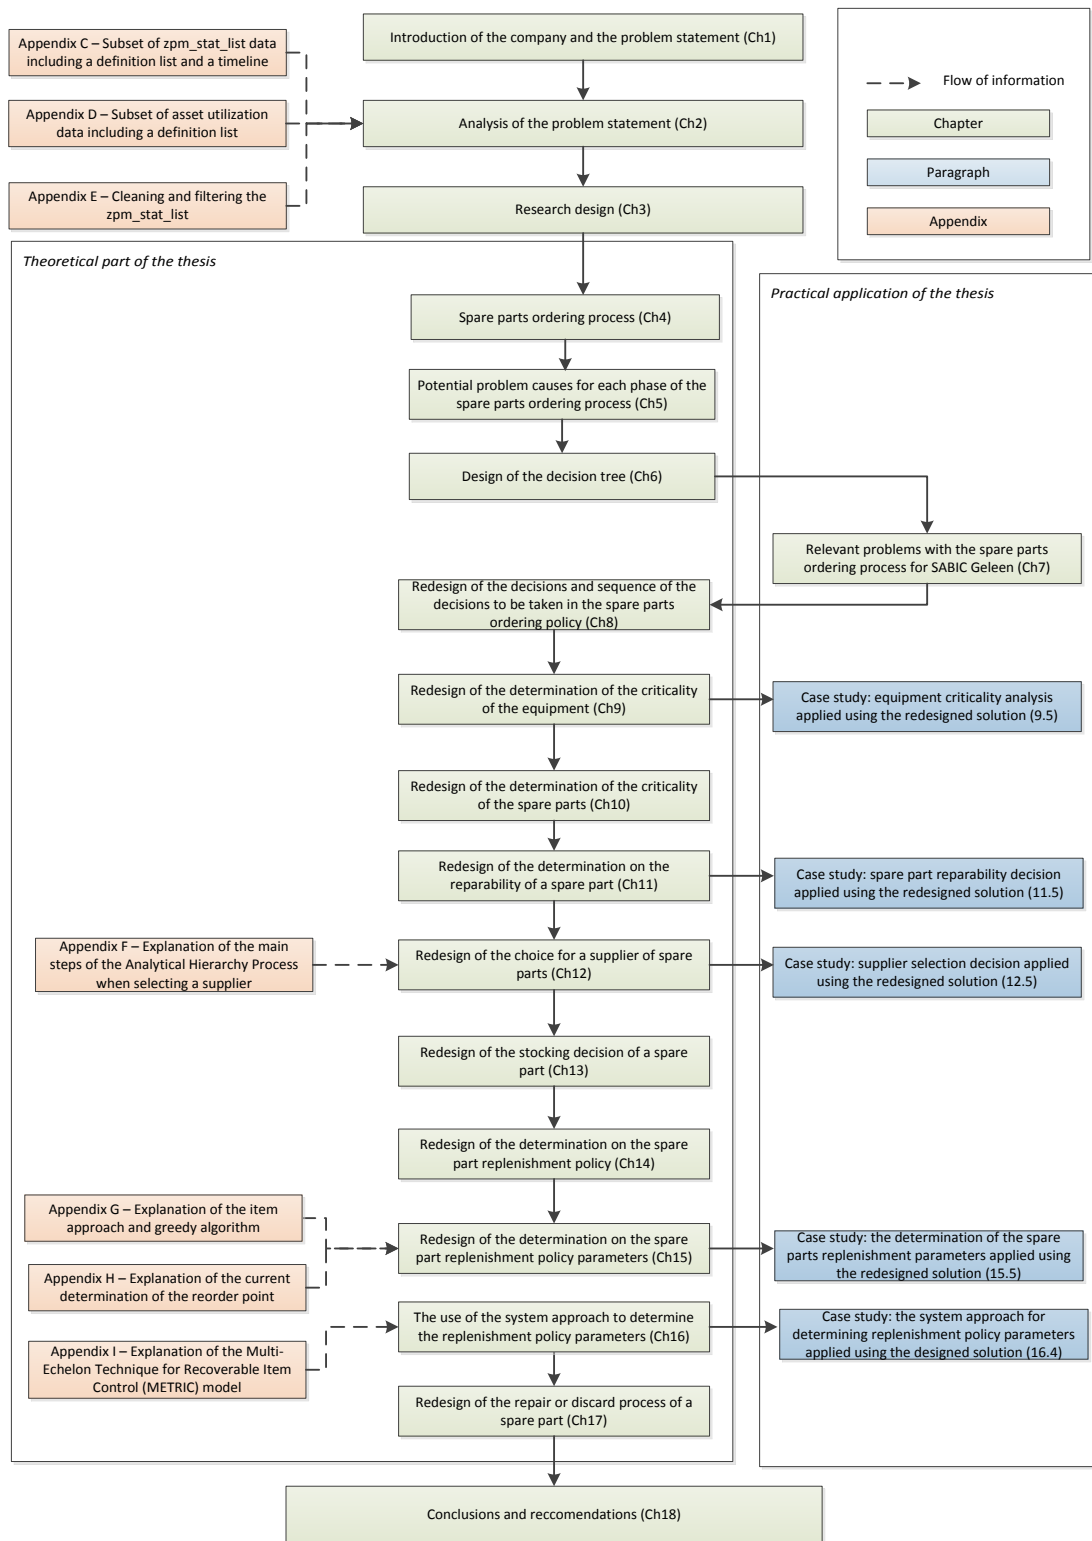 Introduction of the company and the problem statement (Ch1)
Appendix C – Subset of zpm_stat_list data
including a definition list and a timeline
Appendix D – Subset of asset utilization
data including a definition list
Analysis of the problem statement (Ch2)
Appendix E – Cleaning and filtering the
zpm_stat_list
Research design (Ch3)
Flow of information
Chapter
Paragraph
Appendix
Theoretical part of the thesis
Practical application of the thesis
Spare parts ordering process (Ch4)
Potential problem causes for each phase of the
spare parts ordering process (Ch5)
Design of the decision tree (Ch6)
Relevant problems with the spare parts
ordering process for SABIC Geleen (Ch7)
Redesign of the decisions and sequence of the
decisions to be taken in the spare parts
ordering policy (Ch8)
Redesign of the determination of the criticality
of the equipment (Ch9)
Case study: equipment criticality analysis
applied using the redesigned solution (9.5)
Redesign of the determination of the criticality
of the spare parts (Ch10)
Redesign of the determination on the
reparability of a spare part (Ch11)
Case study: spare part reparability decision
applied using the redesigned solution (11.5)
Appendix F – Explanation of the main
steps of the Analytical Hierarchy Process
when selecting a supplier
Redesign of the choice for a supplier of spare
parts (Ch12)
Case study: supplier selection decision applied
using the redesigned solution (12.5)
Redesign of the stocking decision of a spare
part (Ch13)
Redesign of the determination on the spare
part replenishment policy (Ch14)
Appendix G – Explanation of the item
approach and greedy algorithm
Redesign of the determination on the spare
part replenishment policy parameters (Ch15)
Case study: the determination of the spare
parts replenishment parameters applied using
the redesigned solution (15.5)
Appendix H – Explanation of the current
determination of the reorder point
The use of the system approach to determine
the replenishment policy parameters (Ch16)
Case study: the system approach for
determining replenishment policy parameters
applied using the designed solution (16.4)
Appendix I – Explanation of the Multi-
Echelon Technique for Recoverable Item
Control (METRIC) model
Redesign of the repair or discard process of a
spare part (Ch17)
Conclusions and reccomendations (Ch18)